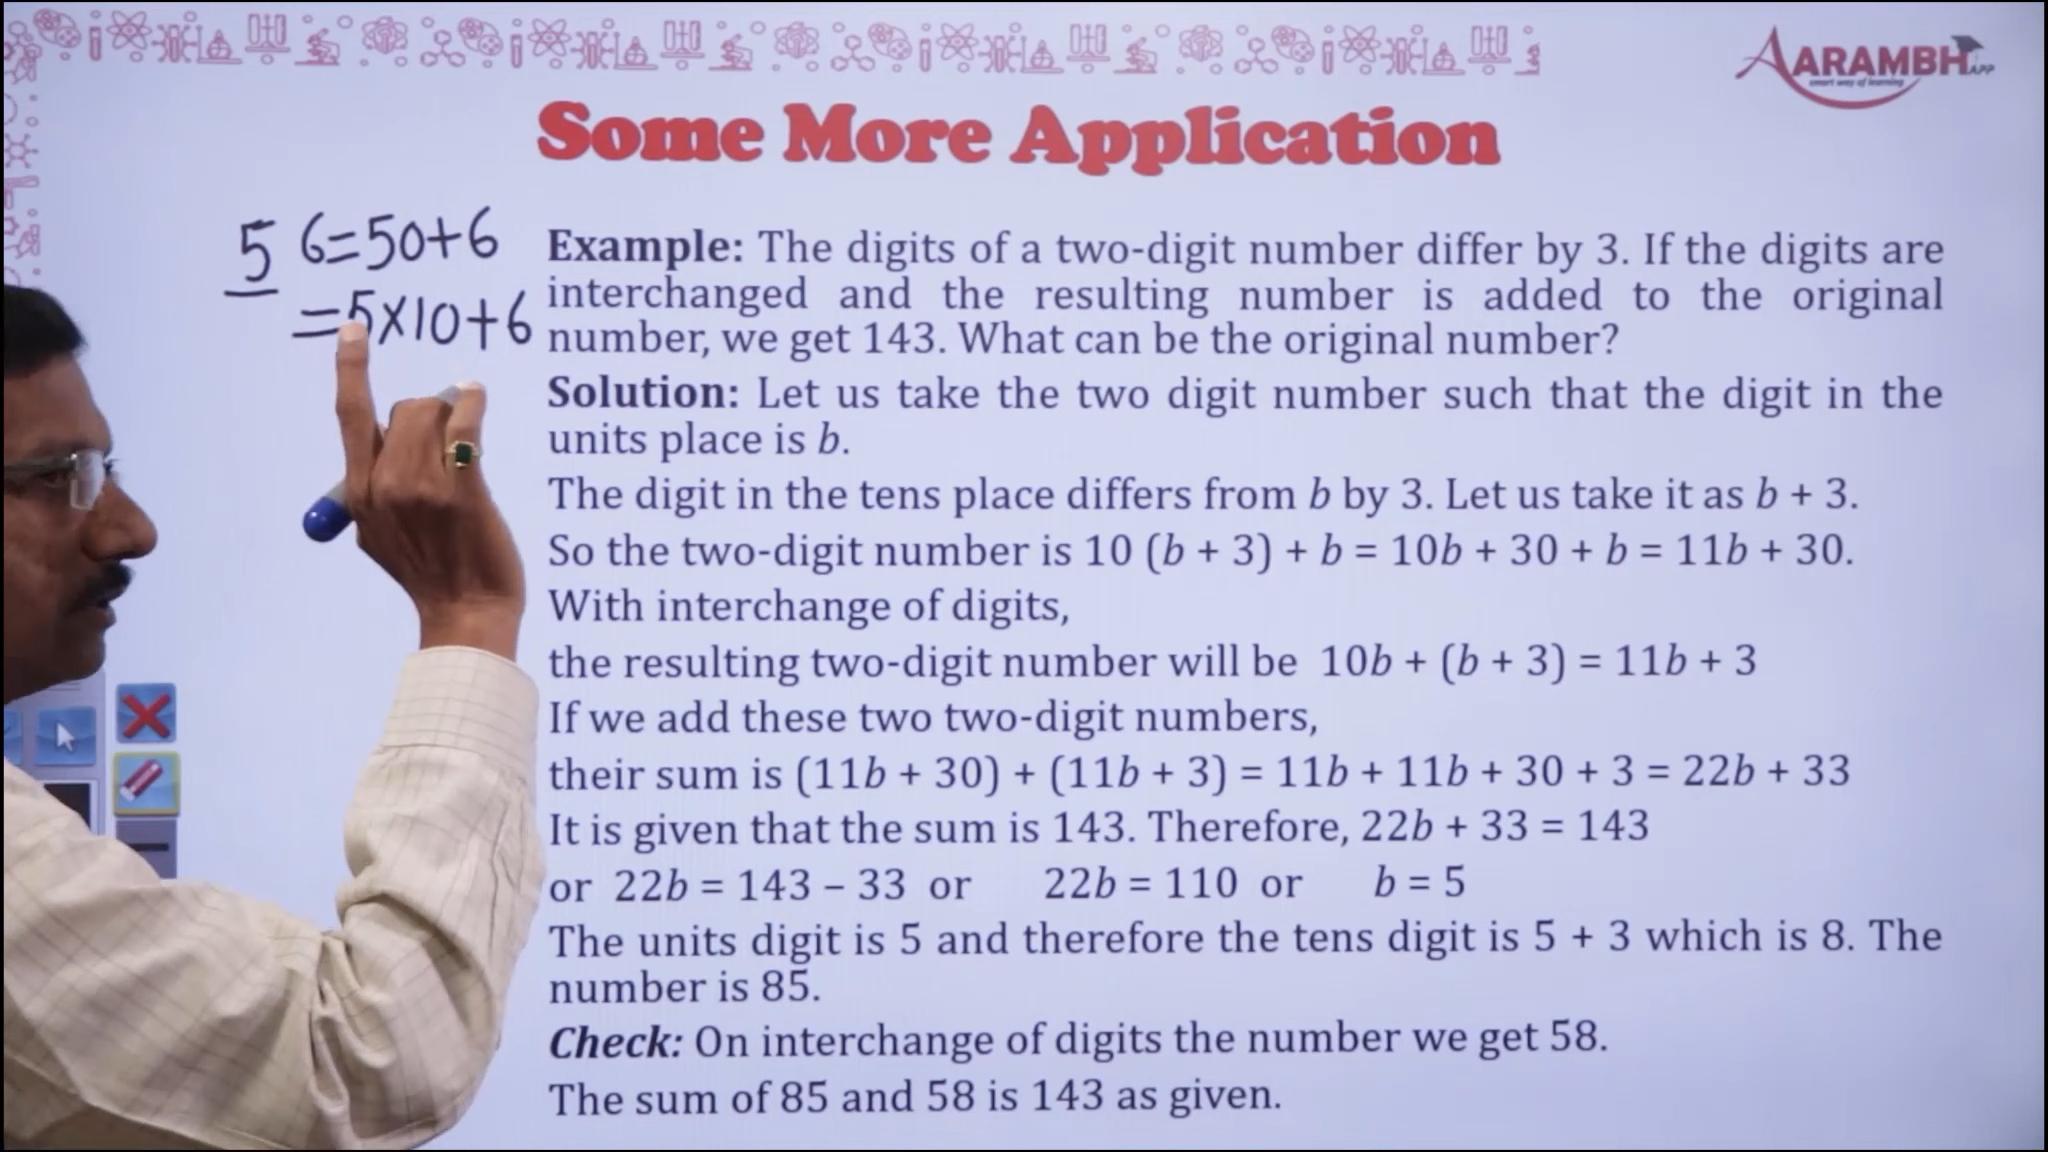 AARAMBH APP
smart way of learning
Some More Application
5 6=50+6
=5×10+6
Example: The digits of a two-digit number differ by 3. If the digits are
interchanged and the resulting number is added to the original
number, we get 143. What can be the original number?
Solution: Let us take the two digit number such that the digit in the
units place is b.
The digit in the tens place differs from b by 3. Let us take it as b + 3.
So the two-digit number is 10 (b + 3) + b = 10b + 30 + b = 11b + 30.
With interchange of digits,
the resulting two-digit number will be 10b + (b + 3) = 11b + 3
If we add these two two-digit numbers,
their sum is (11b + 30) + (11b + 3) = 11b + 11b + 30 + 3 = 22b + 33
It is given that the sum is 143. Therefore, 22b + 33 = 143
or 22b = 143 – 33 or 22b = 110 or b = 5
The units digit is 5 and therefore the tens digit is 5 + 3 which is 8. The
number is 85.
Check: On interchange of digits the number we get 58.
The sum of 85 and 58 is 143 as given.